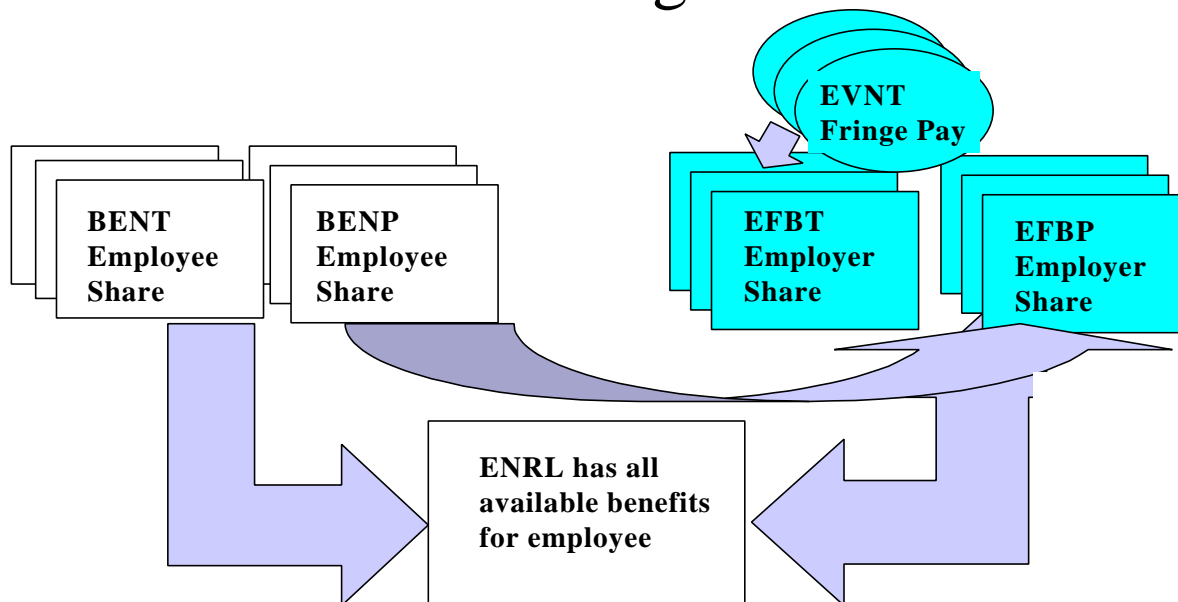 EVNT
Fringe Pay
BENT
Employee
Share
BENP
Employee
Share
EFBT
Employer
Share
EFBP
Employer
Share
ENRL has all
available benefits
for employee